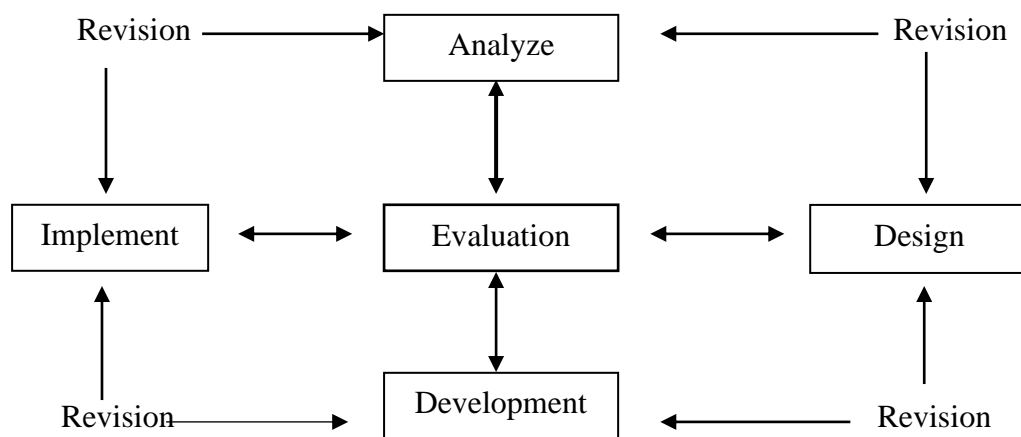 Revision
Analyze
Revision
Implement
Evaluation
Design
Revision
Development
Revision